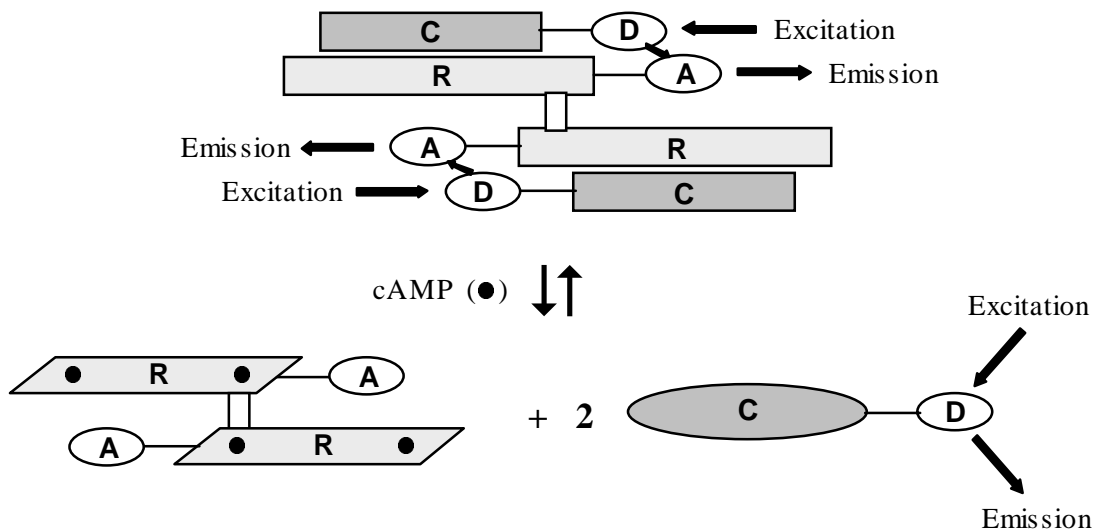 C D Excitation
R A Emission
Emission A R
Excitation D C
cAMP (●)
Excitation
R A
+ 2 C D
A R
Emission